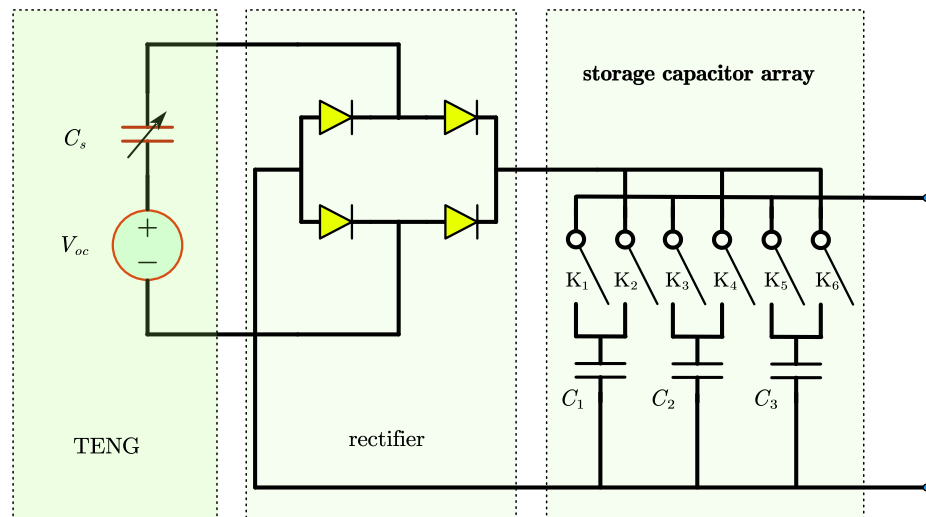 storage capacitor array
C_s
+
V_oc
−
K_1 K_2 K_3 K_4 K_5 K_6
C_1 C_2 C_3
TENG
rectifier